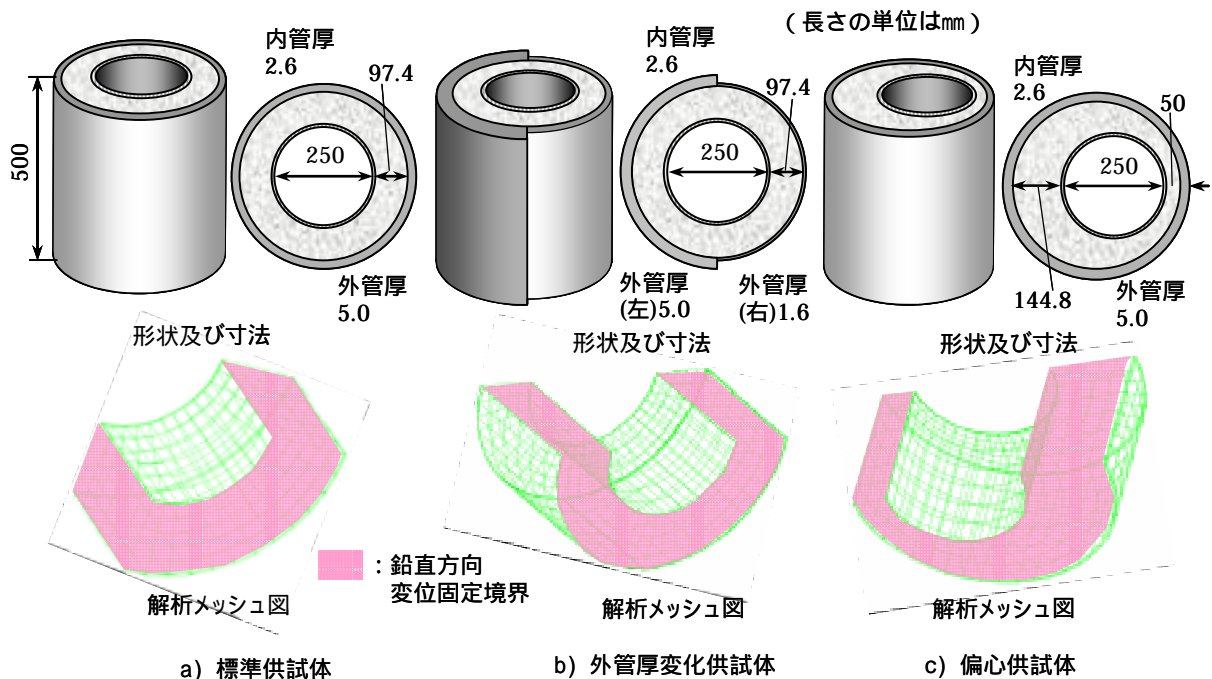 (長さの単位は㎜)
500
内管厚
2.6
97.4
250
外管厚
5.0
形状及び寸法
内管厚
2.6
97.4
250
外管厚
(左)5.0
外管厚
(右)1.6
形状及び寸法
内管厚
2.6
50
250
144.8
外管厚
5.0
形状及び寸法
:鉛直方向
変位固定境界
解析メッシュ図
解析メッシュ図
解析メッシュ図
a) 標準供試体
b) 外管厚変化供試体
c) 偏心供試体